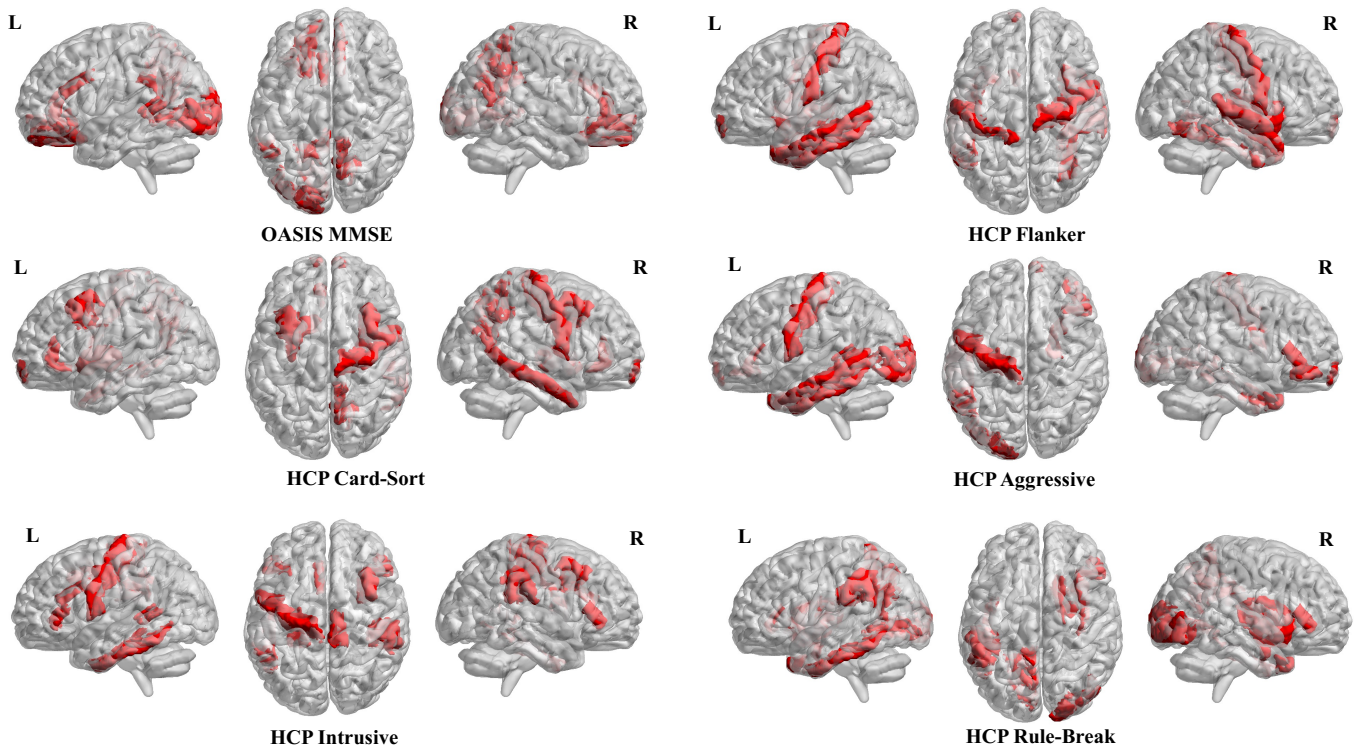 L R L R
OASIS MMSE HCP Flanker
L R L R
HCP Card-Sort HCP Aggressive
L R L R
HCP Intrusive HCP Rule-Break